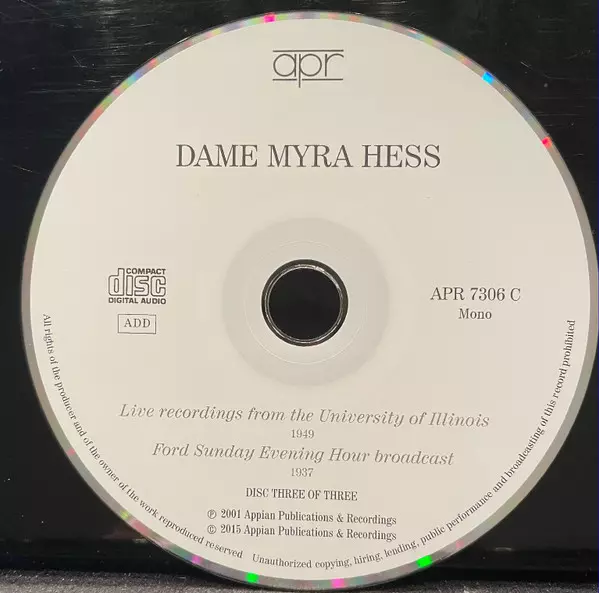 apr
DAME MYRA HESS
COMPACT
disc
DIGITAL AUDIO
ADD
APR 7306 C
Mono
Live recordings from the University of Illinois
1949
Ford Sunday Evening Hour broadcast
1937
DISC THREE OF THREE
℗ 2001 Appian Publications & Recordings
© 2015 Appian Publications & Recordings
All rights of the producer and of the owner of the work reproduced reserved Unauthorized copying, hiring, lending, public performance and broadcasting of this record prohibited